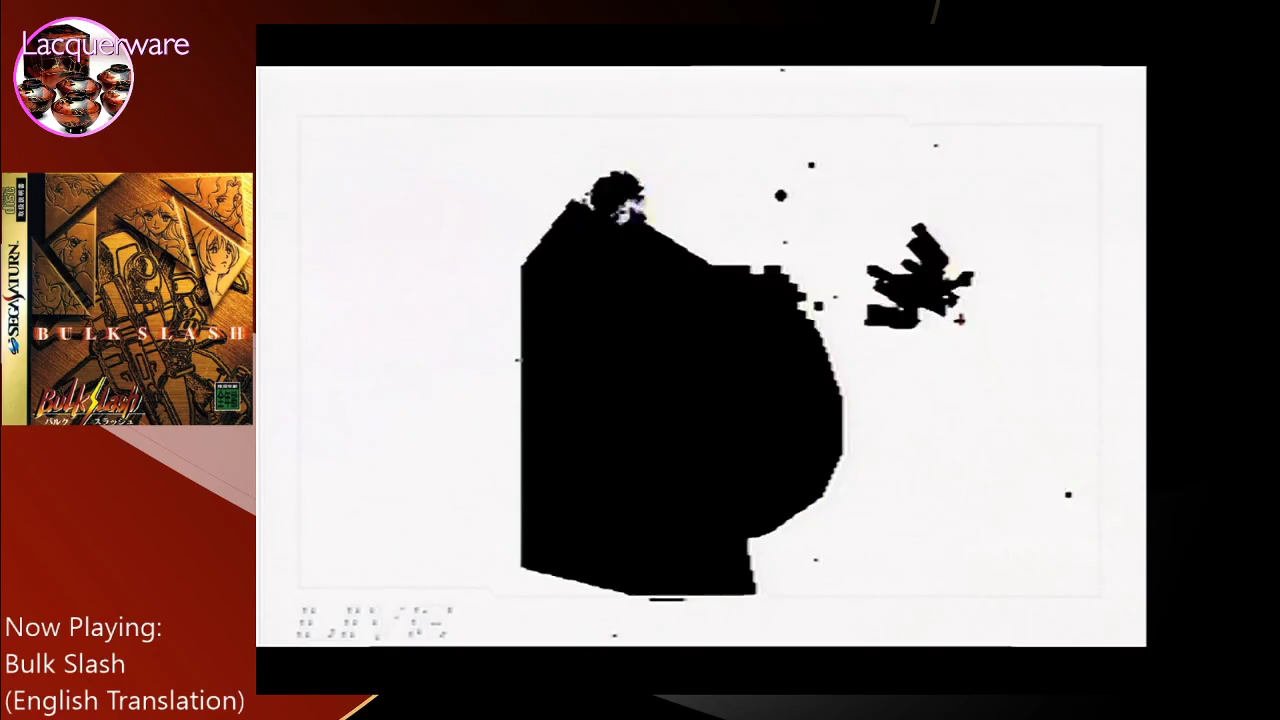 Lacquerware
SEGA SATURN
BULK SLASH
Bulk Slash
バルク スラッシュ
Now Playing:
Bulk Slash
(English Translation)